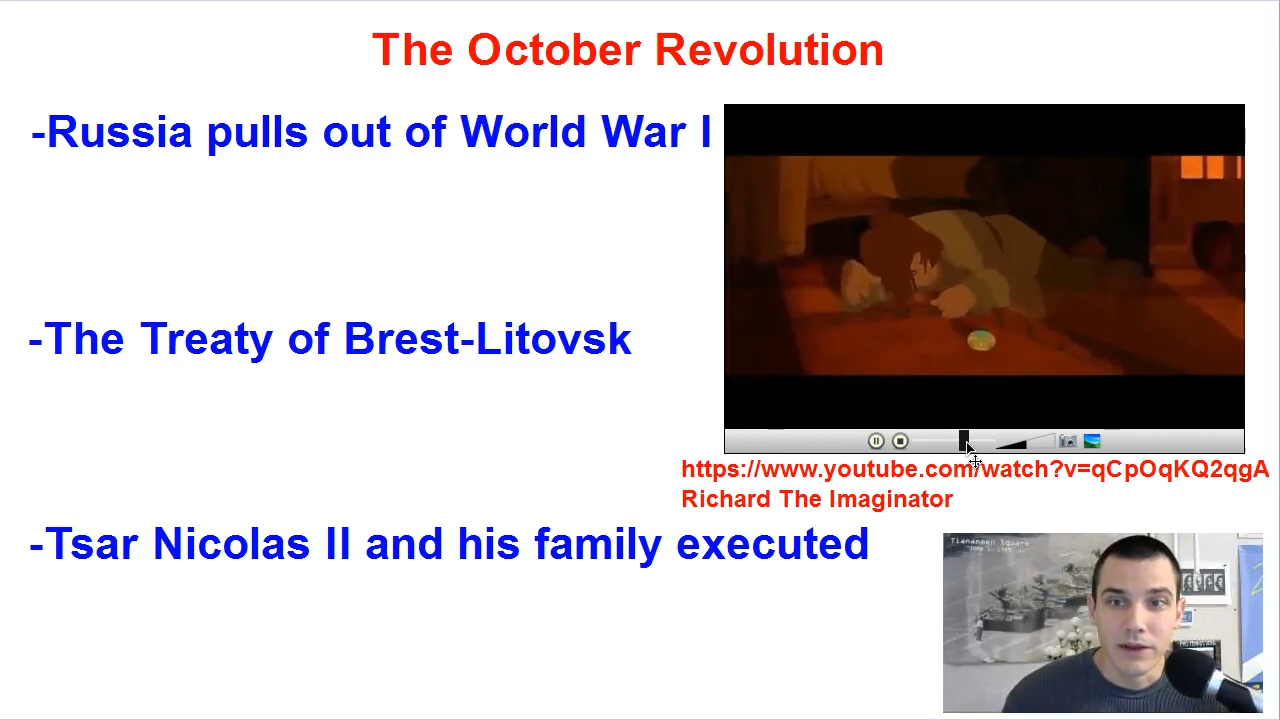 The October Revolution
-Russia pulls out of World War I
-The Treaty of Brest-Litovsk
https://www.youtube.com/watch?v=qCpOqKQ2qgA
Richard The Imaginator
-Tsar Nicolas II and his family executed
Tiananmen Square